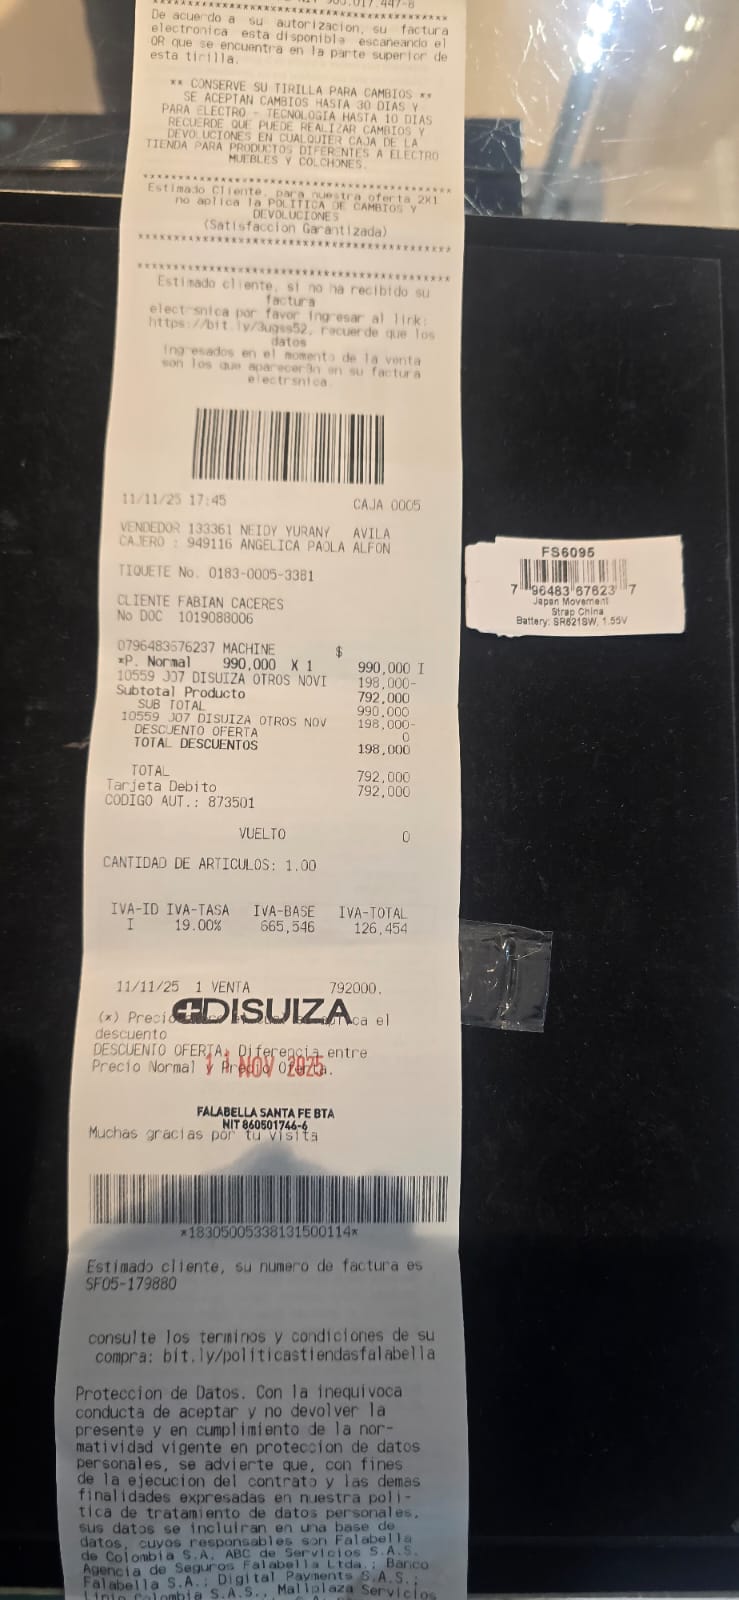 De acuerdo a su autorizacion, su factura
electronica esta disponible escaneando el
QR que se encuentra en la parte superior de
esta tirilla.
** CONSERVE SU TIRILLA PARA CAMBIOS **
SE ACEPTAN CAMBIOS HASTA 30 DIAS Y
PARA ELECTRO - TECNOLOGIA HASTA 10 DIAS
RECUERDE QUE PUEDE REALIZAR CAMBIOS Y
DEVOLUCIONES EN CUALQUIER CAJA DE LA
TIENDA PARA PRODUCTOS DIFERENTES A ELECTRO
MUEBLES Y COLCHONES.
Estimado Cliente, para nuestra oferta 2X1
no aplica la POLITICA DE CAMBIOS Y
DEVOLUCIONES
(Satisfaccion Garantizada)
Estimado cliente, si no ha recibido su
factura
electrsnica por favor ingresar al link:
https://bit.ly/3ugss52, recuerde que los
datos
ingresados en el momento de la venta
son los que apareceran en su factura
electrsnica.
11/11/25 17:45 CAJA 0005
VENDEDOR 133361 NEIDY YURANY AVILA
CAJERO : 949116 ANGELICA PAOLA ALFON
TIQUETE No. 0183-0005-3381
CLIENTE FABIAN CACERES
No DOC 1019088006
0796483676237 MACHINE $
*P. Normal 990,000 X 1 990,000 I
10559 J07 DISUIZA OTROS NOVI 198,000-
Subtotal Producto 792,000
SUB TOTAL 990,000
10559 J07 DISUIZA OTROS NOV 198,000-
DESCUENTO OFERTA 0
TOTAL DESCUENTOS 198,000
TOTAL 792,000
Tarjeta Debito 792,000
CODIGO AUT.: 873501
VUELTO 0
CANTIDAD DE ARTICULOS: 1.00
IVA-ID IVA-TASA IVA-BASE IVA-TOTAL
I 19.00% 665,546 126,454
11/11/25 1 VENTA 792000.
DISUIZA
(*) Precio aplica el
descuento
DESCUENTO OFERTA: Diferencia entre
Precio Normal y Precio Oferta.
11 NOV 2025
FALABELLA SANTA FE BTA
NIT 860501746-6
Muchas gracias por tu visita
*18305005338131500114*
Estimado cliente, su numero de factura es
SF05-179880
consulte los terminos y condiciones de su
compra: bit.ly/politicastiendasfalabella
Proteccion de Datos. Con la inequivoca
conducta de aceptar y no devolver la
presente y en cumplimiento de la nor-
matividad vigente en proteccion de datos
personales, se advierte que, con fines
de la ejecucion del contrato y las demas
finalidades expresadas en nuestra poli-
tica de tratamiento de datos personales,
sus datos se incluiran en una base de
datos, cuyos responsables son Falabella
de Colombia S.A. ABC de Servicios S.A.S.
Agencia de Seguros Falabella Ltda.; Banco
Falabella S.A.; Digital Payments S.A.S.;
Colombia S.A.S., Mallplaza Servicios
FS6095
7 96483 67623 7
Japan Movement
Strap China
Battery: SR621SW, 1.55V